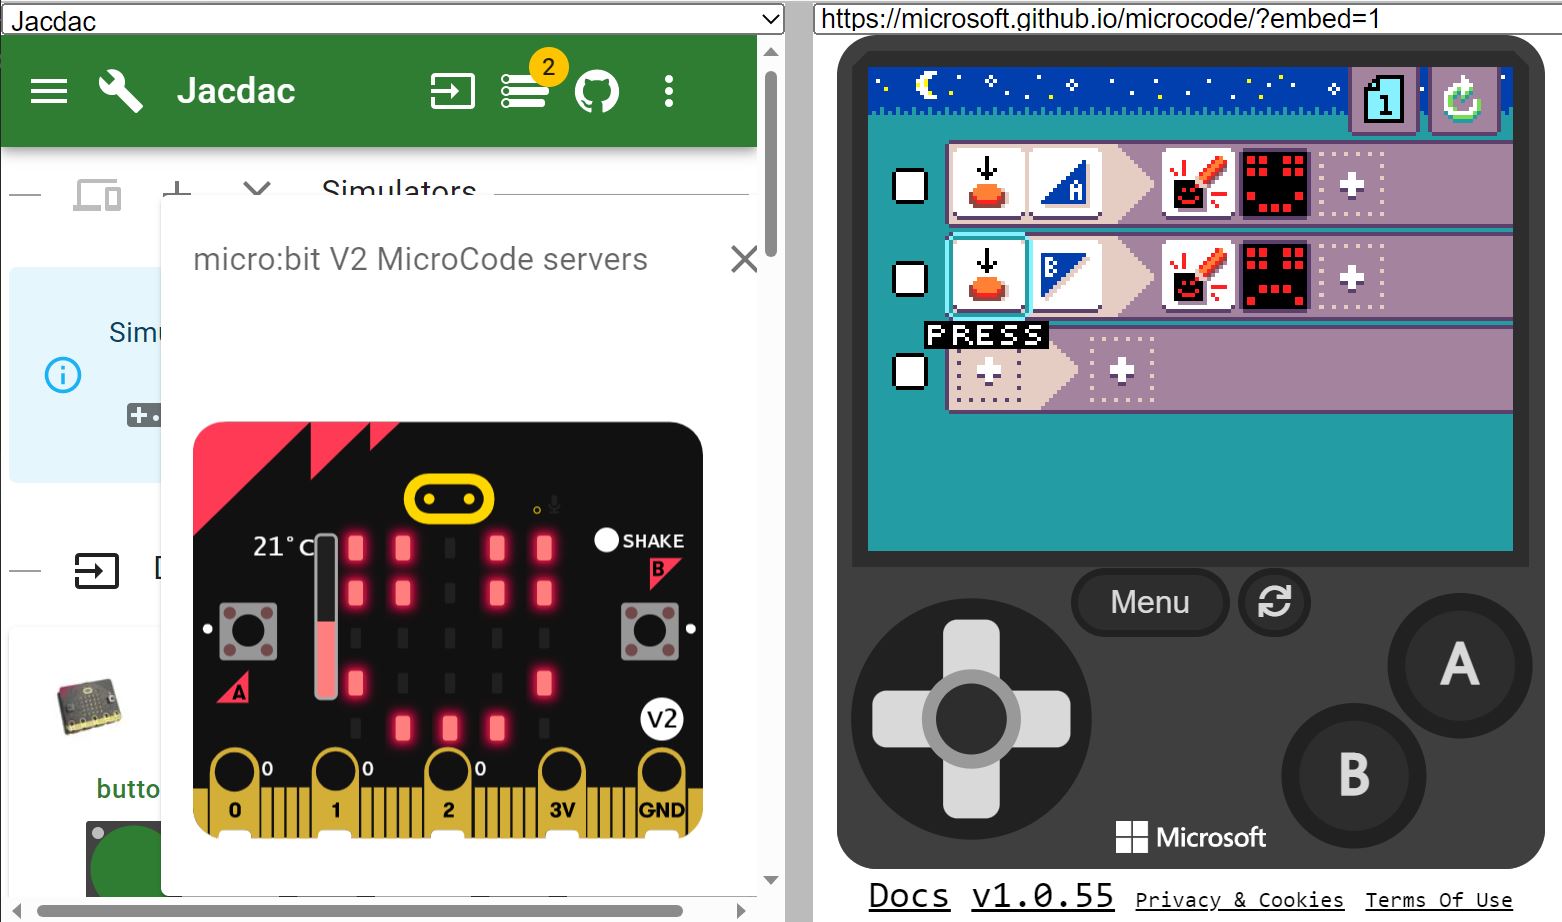 Jacdac
https://microsoft.github.io/microcode/?embed=1
Jacdac
2
Simulators
micro:bit V2 MicroCode servers
Simu
21°C
SHAKE
B
A
V2
0
0
0
0
1
2
3V
GND
butto
1
A
B
PRESS
Menu
A
B
Microsoft
Docs v1.0.55 Privacy & Cookies Terms Of Use